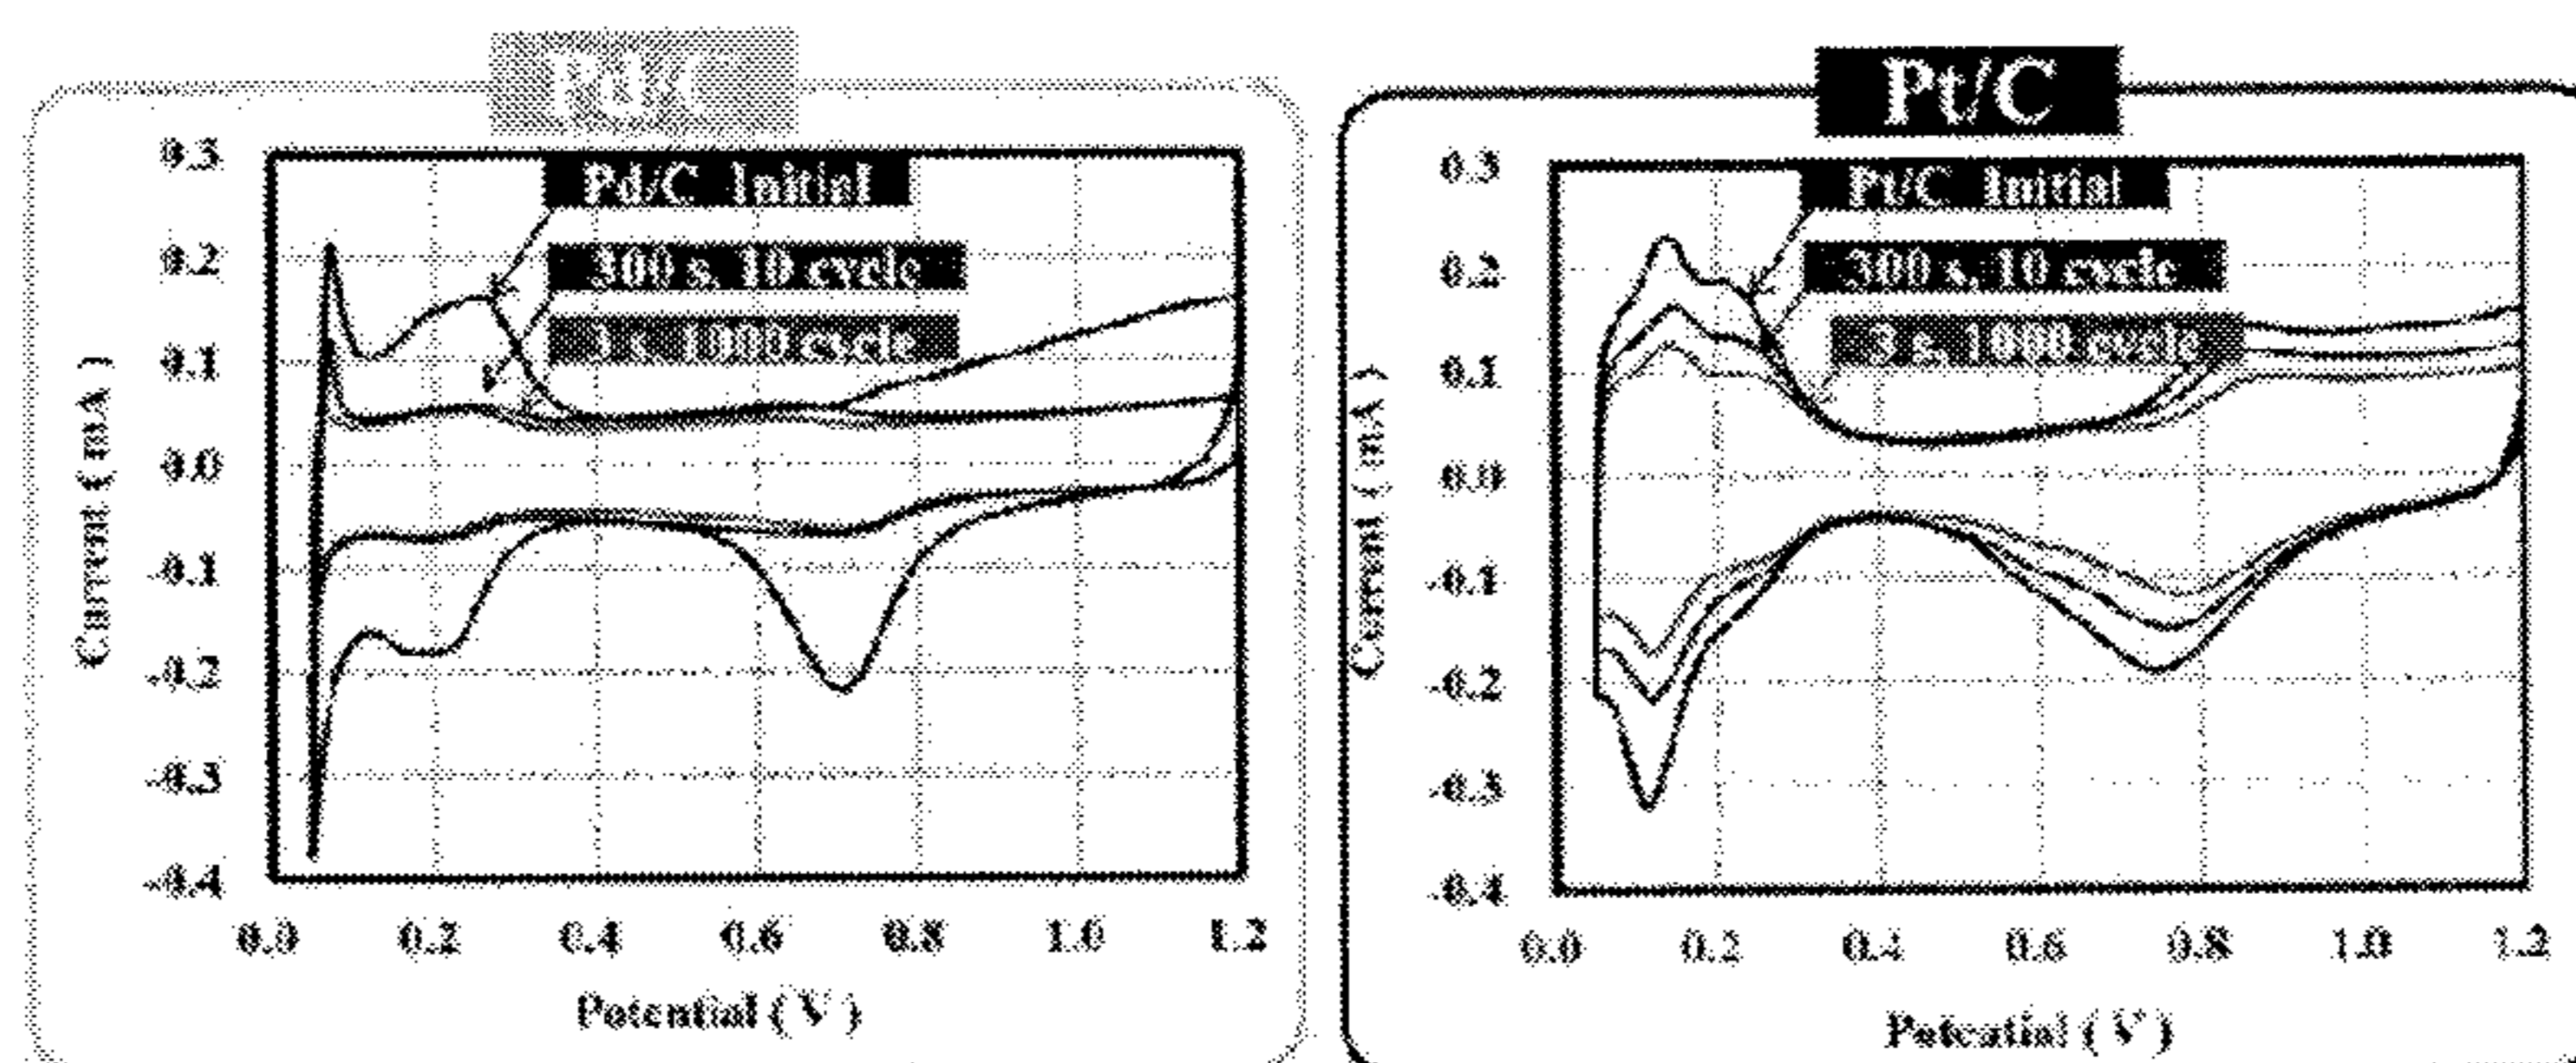 Pd/C
0.3
0.2
0.1
0.0
-0.1
-0.2
-0.3
-0.4
Current ( mA )
Pd/C Initial
300 s, 10 cycle
3 s, 1000 cycle
0.0 0.2 0.4 0.6 0.8 1.0 1.2
Potential ( V )
Pt/C
0.3
0.2
0.1
0.0
-0.1
-0.2
-0.3
-0.4
Current ( mA )
Pt/C Initial
300 s, 10 cycle
3 s, 1000 cycle
0.0 0.2 0.4 0.6 0.8 1.0 1.2
Potential ( V )